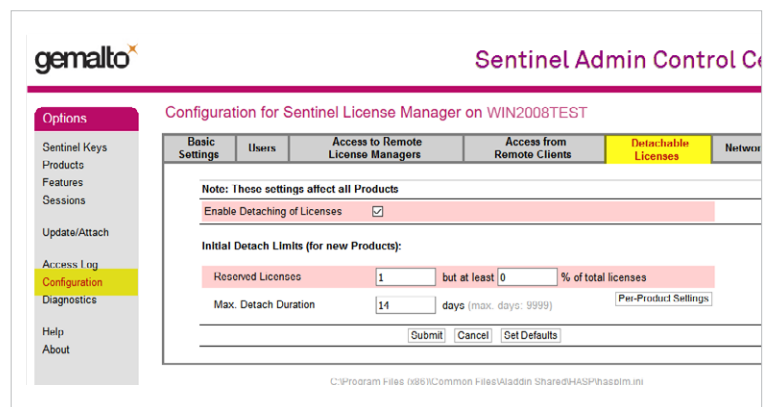 gemalto
Sentinel Admin Control Ce
Options
Configuration for Sentinel License Manager on WIN2008TEST
Sentinel Keys
Products
Features
Sessions
Update/Attach
Access Log
Configuration
Diagnostics
Help
About
Basic Settings Users Access to Remote License Managers Access from Remote Clients Detachable Licenses Networ
Note: These settings affect all Products
Enable Detaching of Licenses
Initial Detach Limits (for new Products):
Reserved Licenses 1 but at least 0 % of total licenses
Max. Detach Duration 14 days (max. days: 9999) Per-Product Settings
Submit Cancel Set Defaults
C:\Program Files (x86)\Common Files\Aladdin Shared\HASP\hasplm.ini